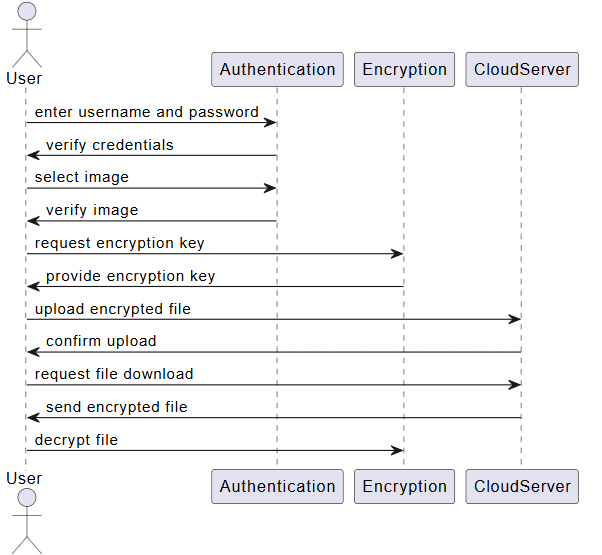 User
Authentication
Encryption
CloudServer
enter username and password
verify credentials
select image
verify image
request encryption key
provide encryption key
upload encrypted file
confirm upload
request file download
send encrypted file
decrypt file
User
Authentication
Encryption
CloudServer